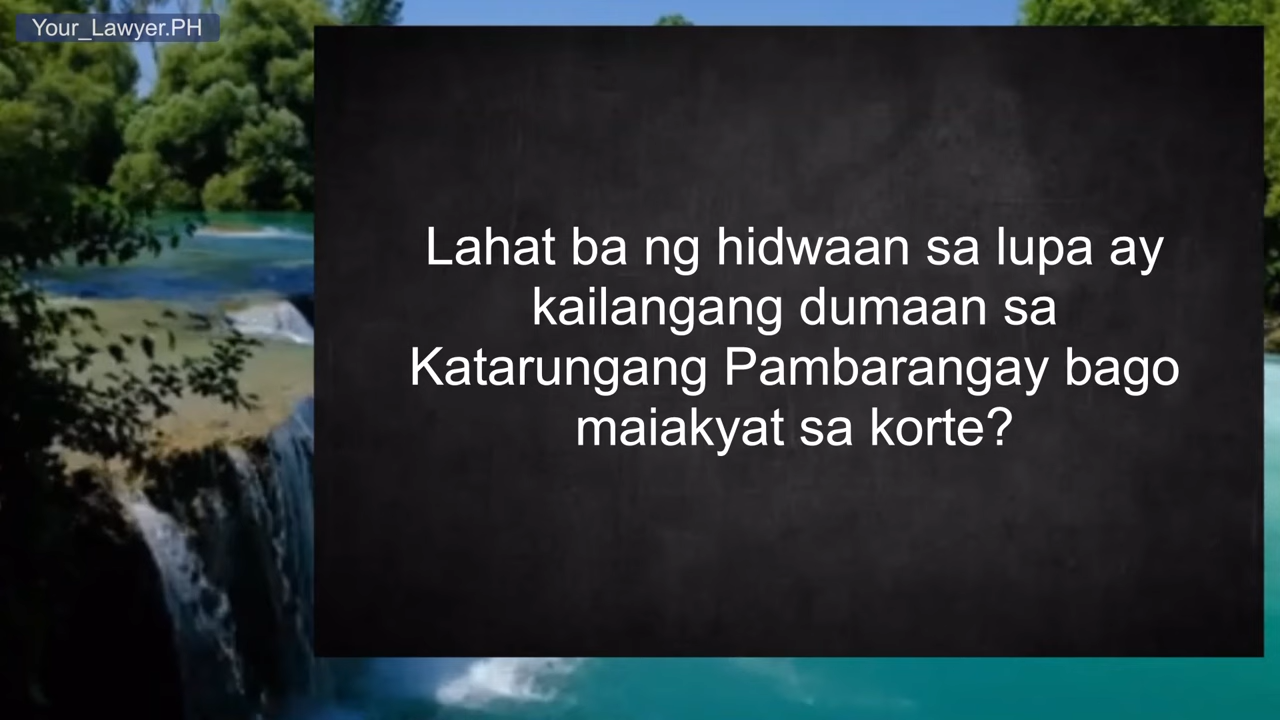 Your_Lawyer.PH
Lahat ba ng hidwaan sa lupa ay
kailangang dumaan sa
Katarungang Pambarangay bago
maiakyat sa korte?